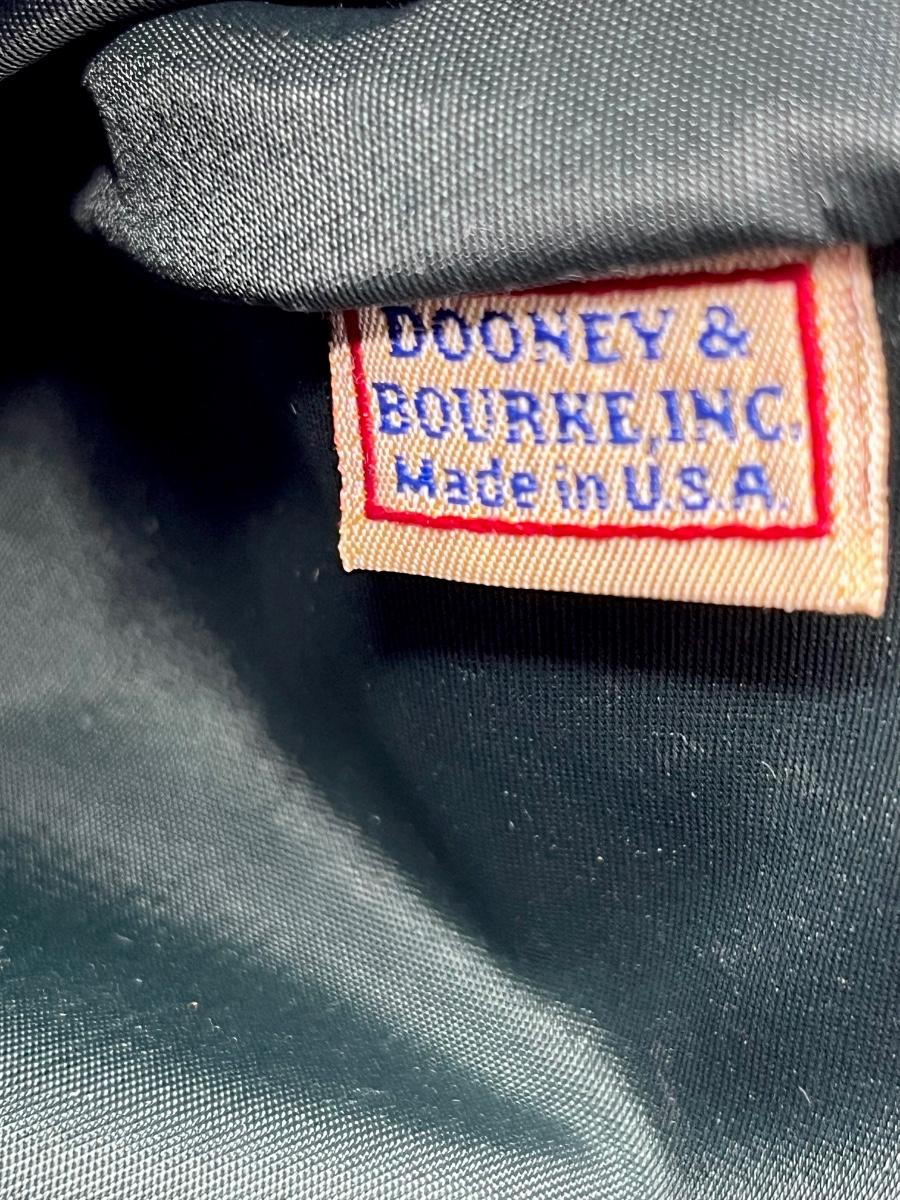 DOONEY &
BOURKE, INC.
Made in U.S.A.